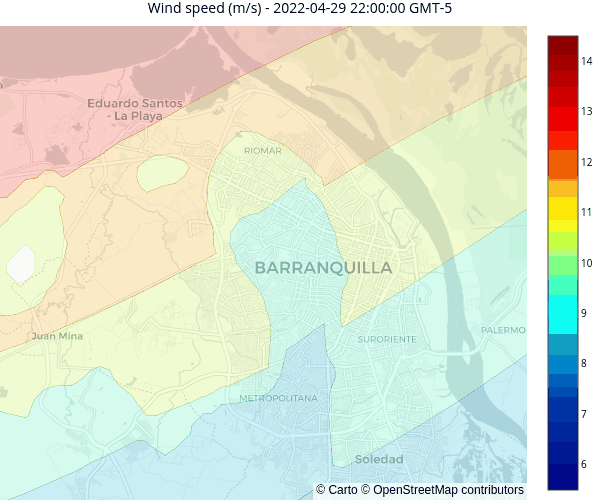 Wind speed (m/s) - 2022-04-29 22:00:00 GMT-5
Eduardo Santos
- La Playa
RIOMAR
BARRANQUILLA
Juan Mina
SURORIENTE
PALERMO
METROPOLITANA
Soledad
© Carto © OpenStreetMap contributors
14
13
12
11
10
9
8
7
6